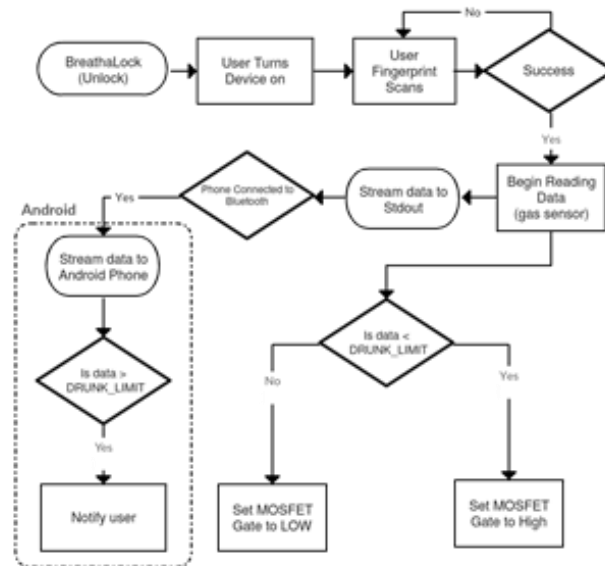 No
BreathaLock
(Unlock)
User Turns
Device on
User
Fingerprint
Scans
Success
Yes
Begin Reading
Data
(gas sensor)
Stream data to
Stdout
Phone Connected to
Bluetooth
Yes
Android
Stream data to
Android Phone
Is data <
DRUNK_LIMIT
Is data >
DRUNK_LIMIT
No
Yes
Yes
Notify user
Set MOSFET
Gate to LOW
Set MOSFET
Gate to High